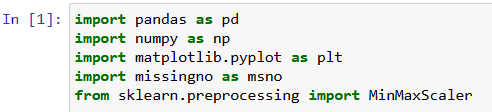 In [1]: import pandas as pd
import numpy as np
import matplotlib.pyplot as plt
import missingno as msno
from sklearn.preprocessing import MinMaxScaler